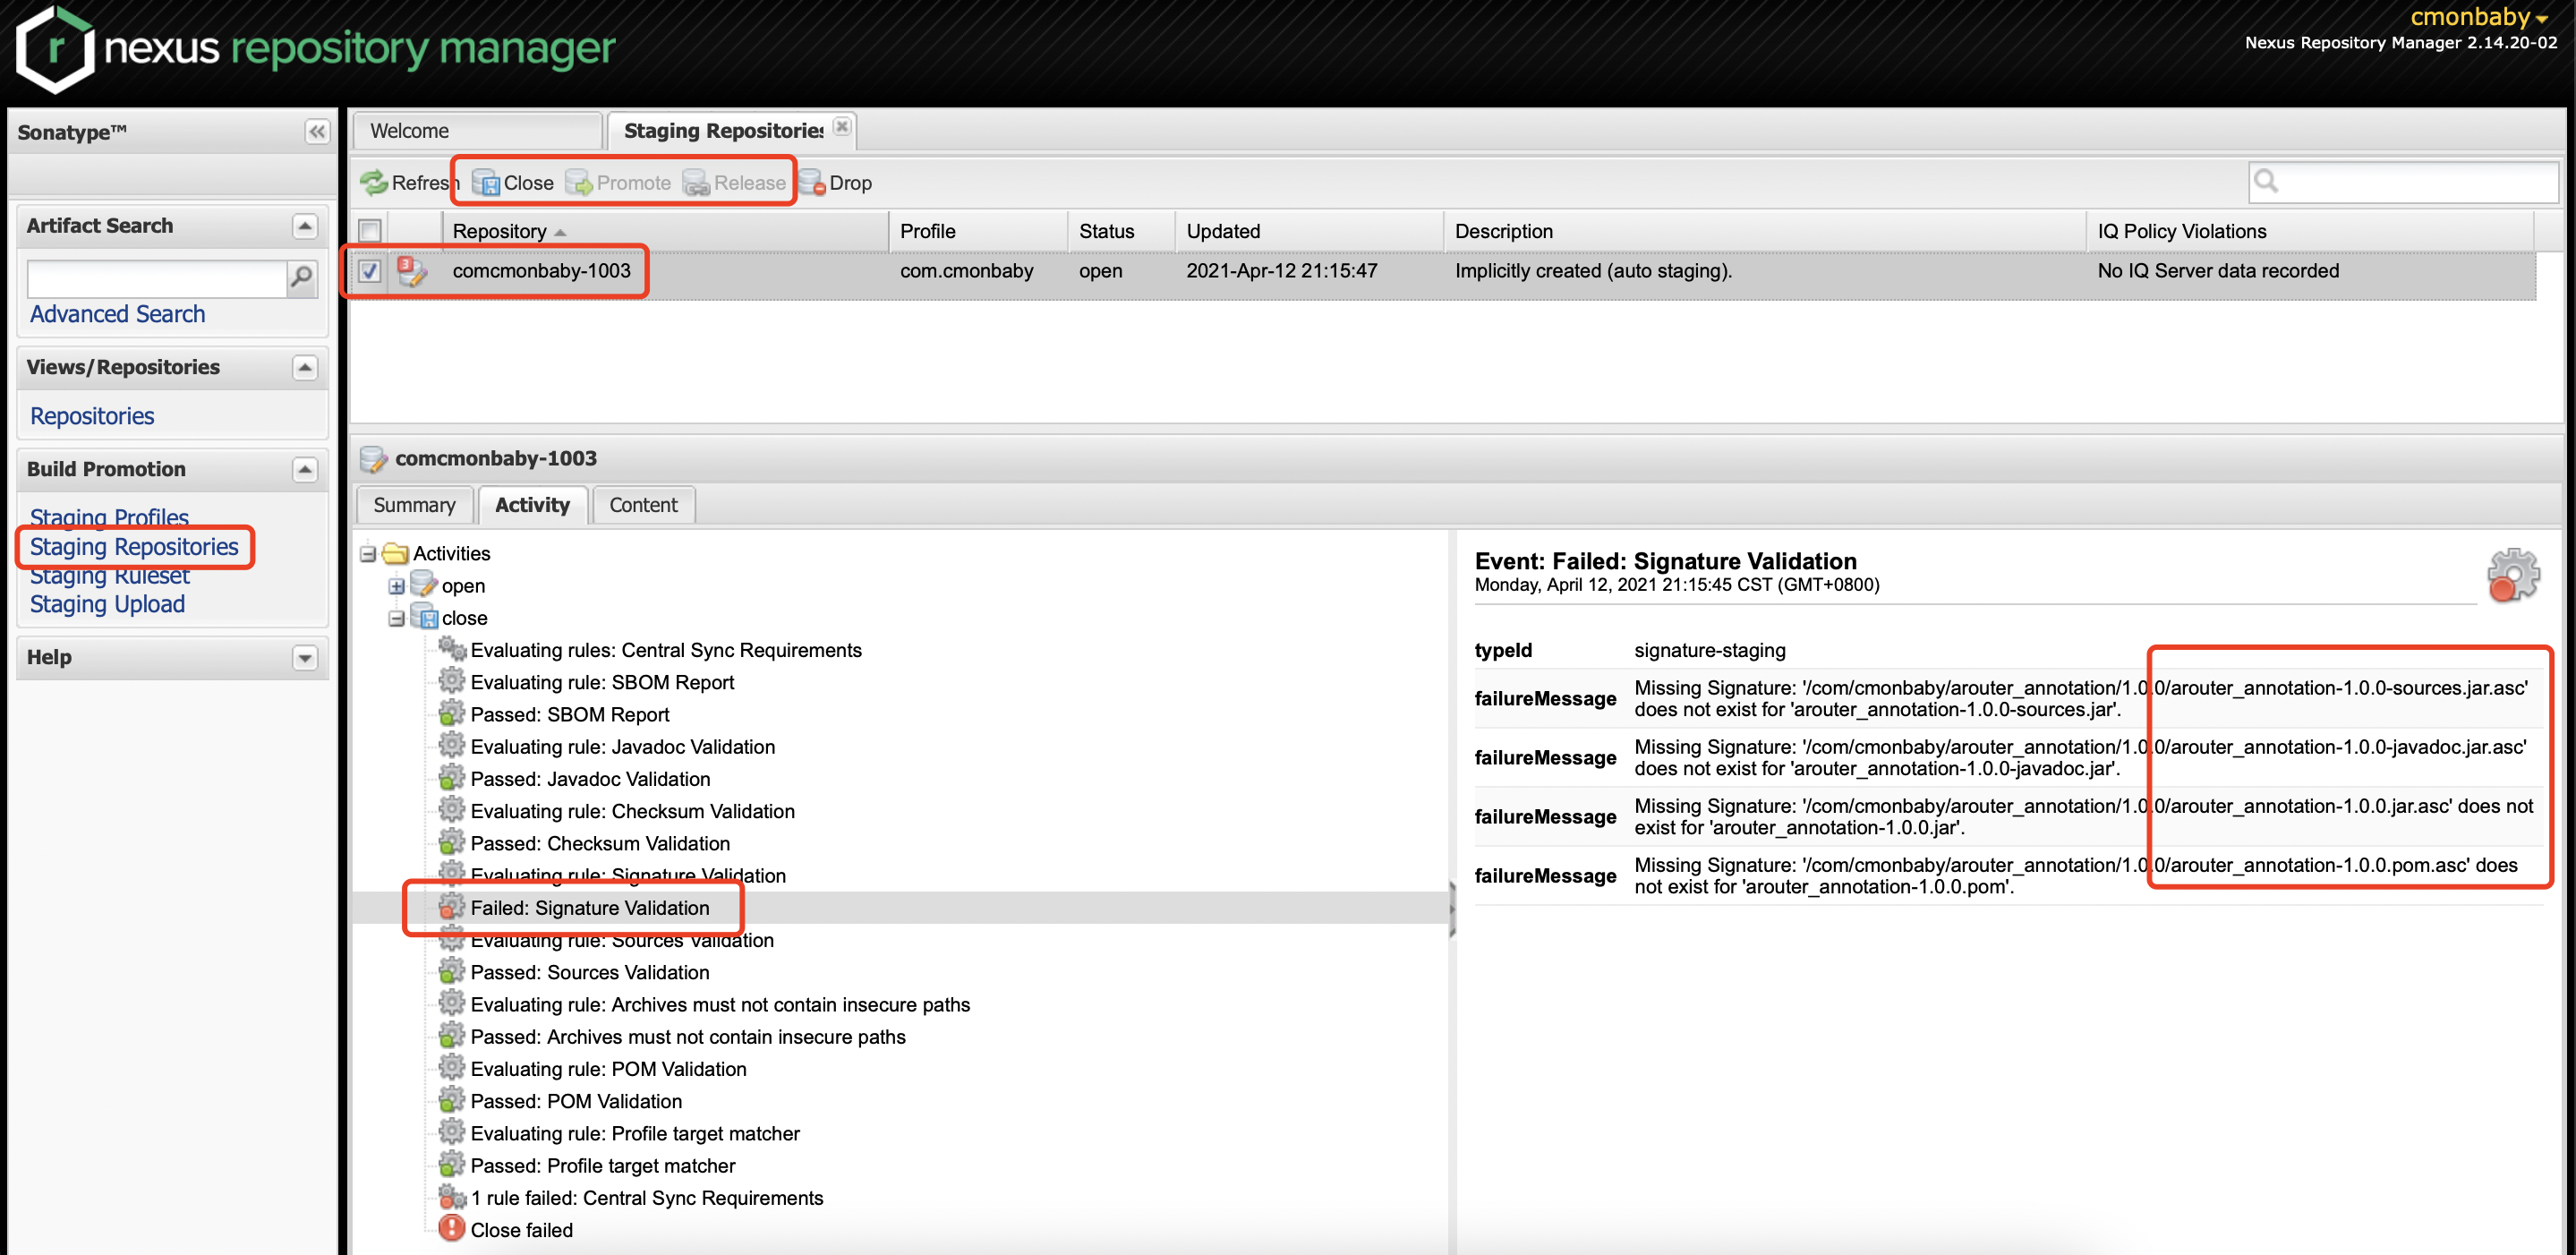 nexus repository manager
cmonbaby
Nexus Repository Manager 2.14.20-02
Sonatype™
Welcome
Staging Repositories
Refresh
Close
Promote
Release
Drop
Artifact Search
Advanced Search
Views/Repositories
Repositories
Build Promotion
Staging Profiles
Staging Repositories
Staging Ruleset
Staging Upload
Help
Repository
Profile
Status
Updated
Description
IQ Policy Violations
3
comcmonbaby-1003
com.cmonbaby
open
2021-Apr-12 21:15:47
Implicitly created (auto staging).
No IQ Server data recorded
comcmonbaby-1003
Summary
Activity
Content
Activities
open
close
Evaluating rules: Central Sync Requirements
Evaluating rule: SBOM Report
Passed: SBOM Report
Evaluating rule: Javadoc Validation
Passed: Javadoc Validation
Evaluating rule: Checksum Validation
Passed: Checksum Validation
Evaluating rule: Signature Validation
Failed: Signature Validation
Evaluating rule: Sources Validation
Passed: Sources Validation
Evaluating rule: Archives must not contain insecure paths
Passed: Archives must not contain insecure paths
Evaluating rule: POM Validation
Passed: POM Validation
Evaluating rule: Profile target matcher
Passed: Profile target matcher
1 rule failed: Central Sync Requirements
Close failed
Event: Failed: Signature Validation
Monday, April 12, 2021 21:15:45 CST (GMT+0800)
typeId
signature-staging
failureMessage
Missing Signature: '/com/cmonbaby/arouter_annotation/1.0.0/arouter_annotation-1.0.0-sources.jar.asc'
does not exist for 'arouter_annotation-1.0.0-sources.jar'.
failureMessage
Missing Signature: '/com/cmonbaby/arouter_annotation/1.0.0/arouter_annotation-1.0.0-javadoc.jar.asc'
does not exist for 'arouter_annotation-1.0.0-javadoc.jar'.
failureMessage
Missing Signature: '/com/cmonbaby/arouter_annotation/1.0.0/arouter_annotation-1.0.0.jar.asc' does not
exist for 'arouter_annotation-1.0.0.jar'.
failureMessage
Missing Signature: '/com/cmonbaby/arouter_annotation/1.0.0/arouter_annotation-1.0.0.pom.asc' does
not exist for 'arouter_annotation-1.0.0.pom'.